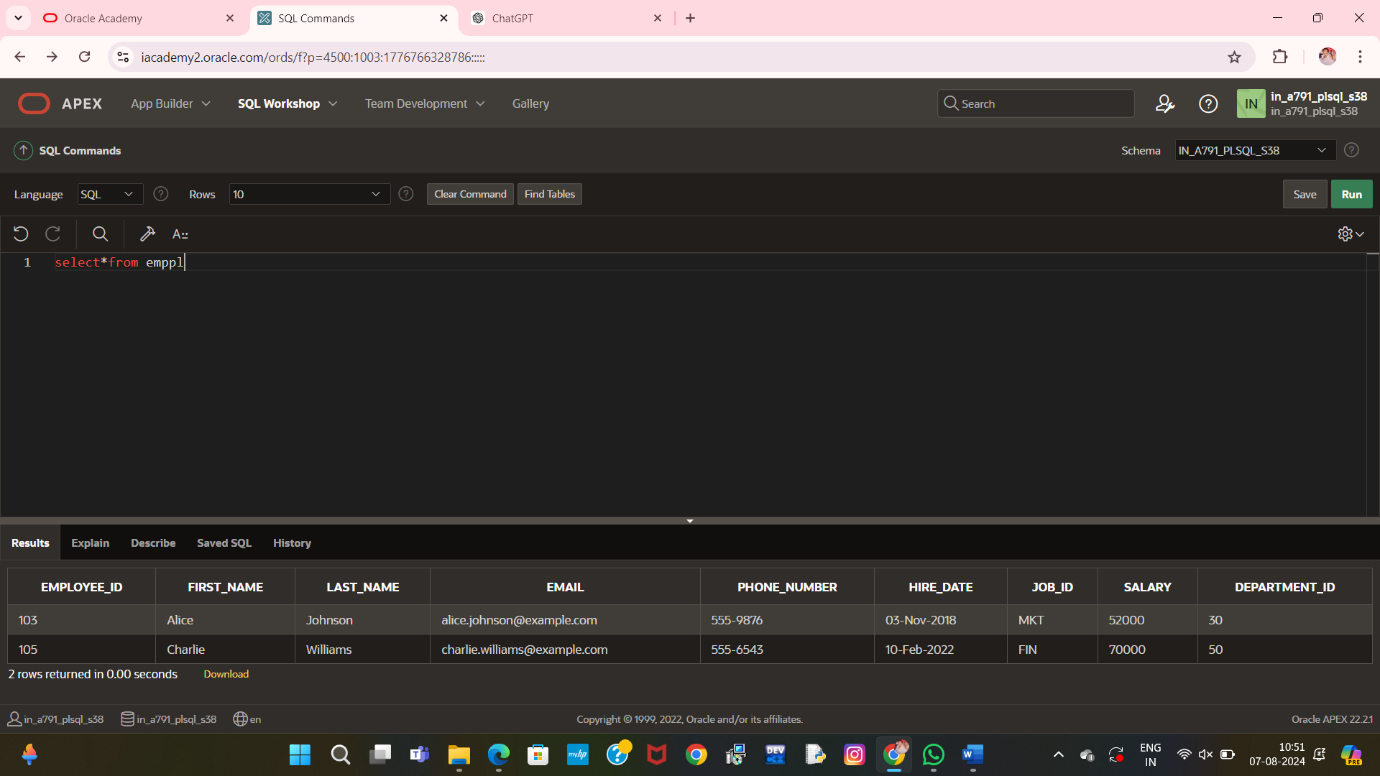 Oracle Academy
SQL Commands
ChatGPT
iacademy2.oracle.com/ords/f?p=4500:1003:1776766328786:::::
APEX App Builder SQL Workshop Team Development Gallery Search IN in_a791_plsql_s38
in_a791_plsql_s38
SQL Commands Schema IN_A791_PLSQL_S38
Language SQL Rows 10 Clear Command Find Tables Save Run
1 select*from emppl
Results Explain Describe Saved SQL History
EMPLOYEE_ID FIRST_NAME LAST_NAME EMAIL PHONE_NUMBER HIRE_DATE JOB_ID SALARY DEPARTMENT_ID
103 Alice Johnson alice.johnson@example.com 555-9876 03-Nov-2018 MKT 52000 30
105 Charlie Williams charlie.williams@example.com 555-6543 10-Feb-2022 FIN 70000 50
2 rows returned in 0.00 seconds Download
in_a791_plsql_s38 in_a791_plsql_s38 en Copyright © 1999, 2022, Oracle and/or its affiliates. Oracle APEX 22.2.1
ENG
IN
10:51
07-08-2024